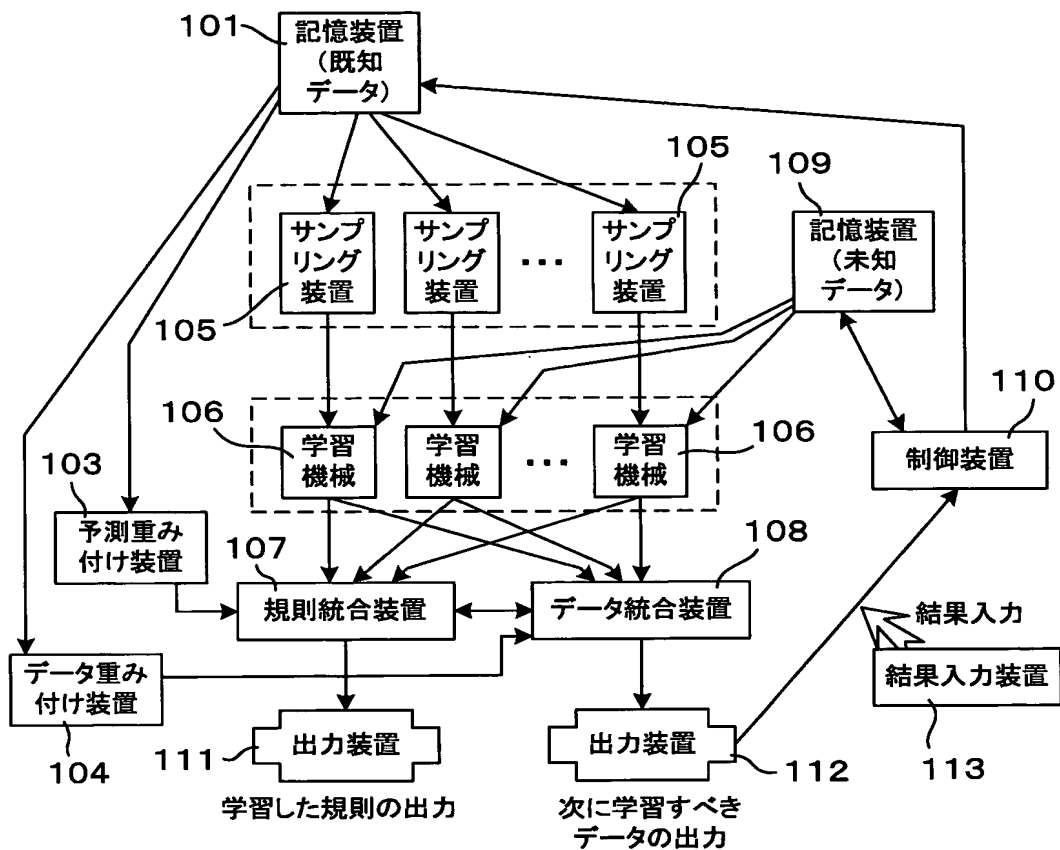 101
記憶装置
(既知
データ)
105
109
サンプ
リング
装置
サンプ
リング
装置
...
サンプ
リング
装置
記憶装置
(未知
データ)
105
110
106
学習
機械
学習
機械
...
学習
機械
106
制御装置
103
予測重み
付け装置
107
規則統合装置
108
データ統合装置
結果入力
データ重み
付け装置
104
結果入力装置
113
111
出力装置
出力装置
112
学習した規則の出力
次に学習すべき
データの出力